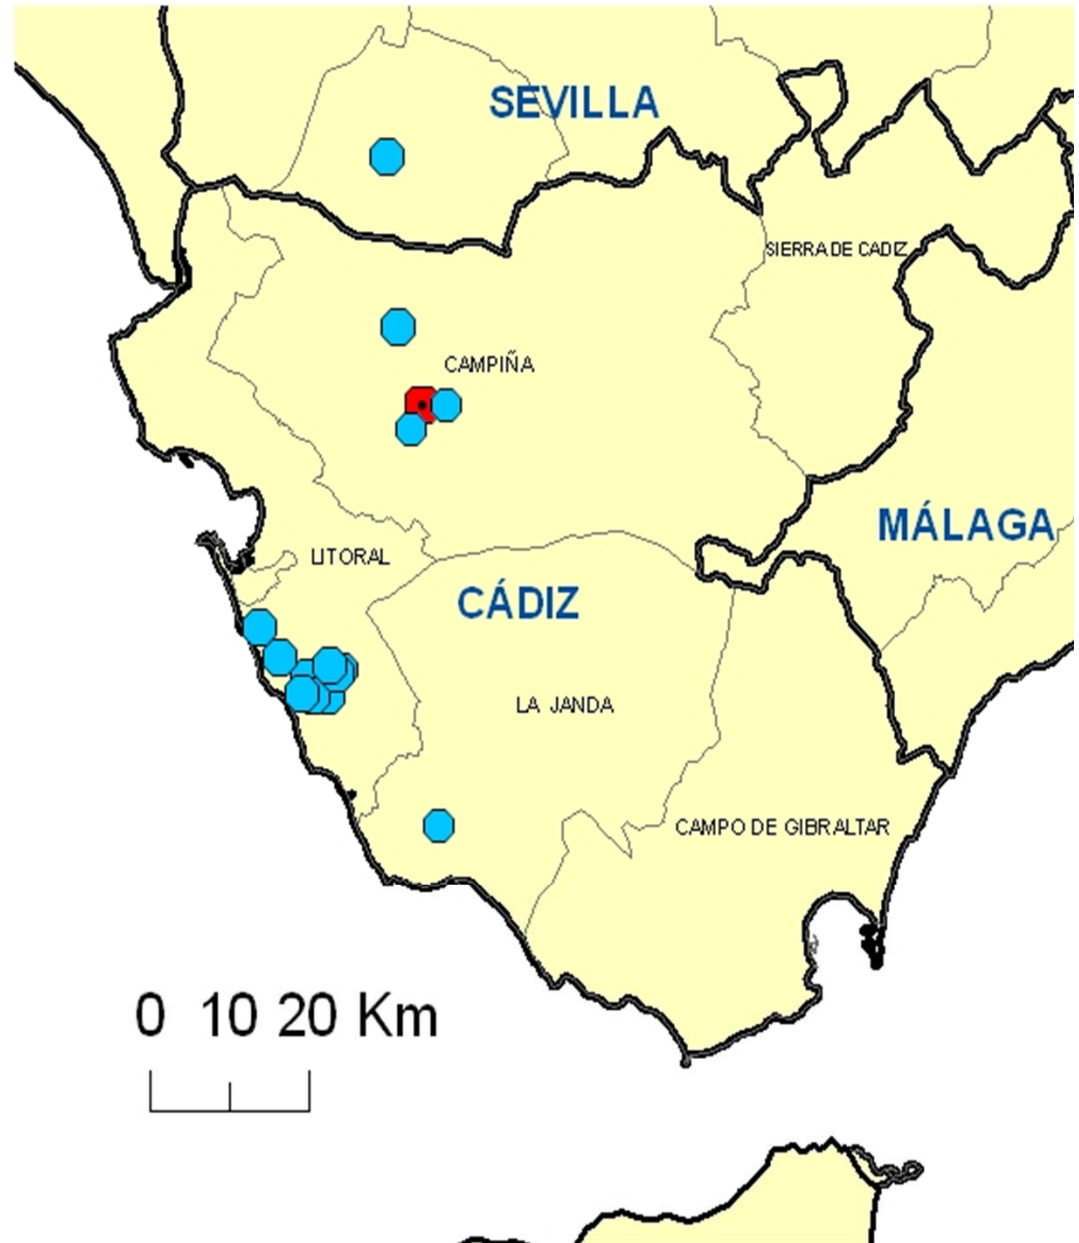 SEVILLA
SIERRA DE CADIZ
CAMPIÑA
MÁLAGA
LITORAL
CÁDIZ
LA JANDA
CAMPO DE GIBRALTAR
0 10 20 Km